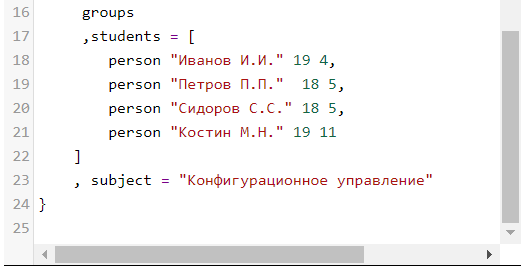 16 groups
17 ,students = [
18 person "Иванов И.И." 19 4,
19 person "Петров П.П."  18 5,
20 person "Сидоров С.С." 18 5,
21 person "Костин М.Н." 19 11
22 ]
23 , subject = "Конфигурационное управление"
24 }
25